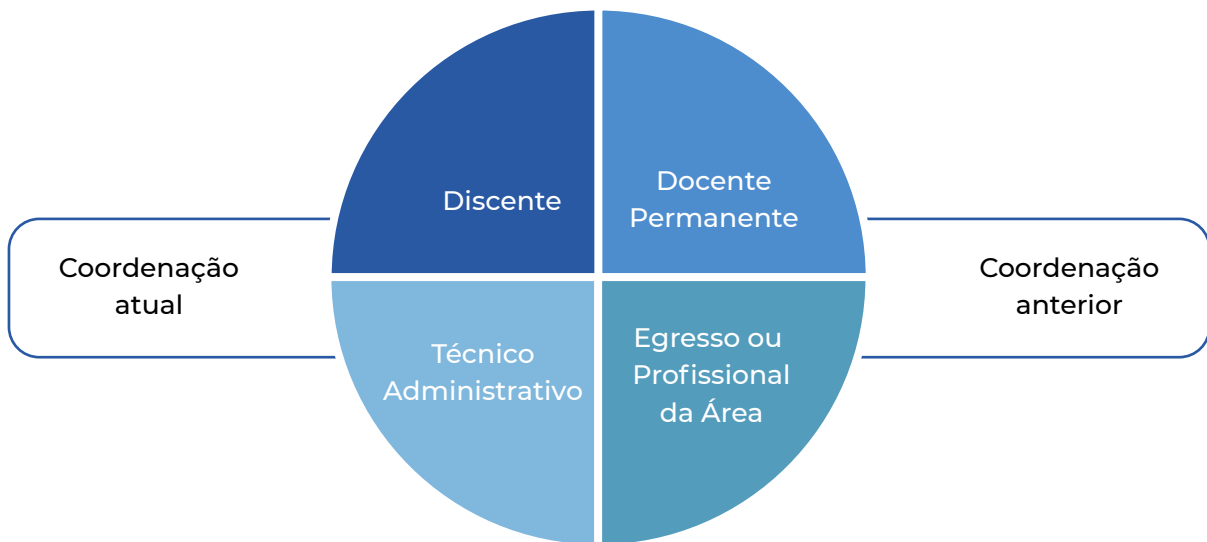 Discente
Docente
Permanente
Coordenação
atual
Coordenação
anterior
Técnico
Administrativo
Egresso ou
Profissional
da Área